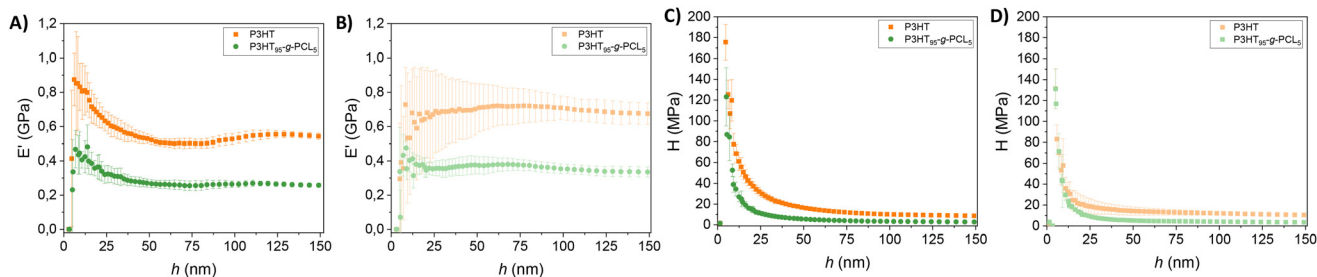 A)
1,2
1,0
0,8
0,6
0,4
0,2
0,0
E' (GPa)
P3HT
P3HT₉₅-g-PCL₅
0 25 50 75 100 125 150
h (nm)
B)
1,2
1,0
0,8
0,6
0,4
0,2
0,0
E' (GPa)
P3HT
P3HT₉₅-g-PCL₅
0 25 50 75 100 125 150
h (nm)
C)
200
180
160
140
120
100
80
60
40
20
0
H (MPa)
P3HT
P3HT₉₅-g-PCL₅
0 25 50 75 100 125 150
h (nm)
D)
200
180
160
140
120
100
80
60
40
20
0
H (MPa)
P3HT
P3HT₉₅-g-PCL₅
0 25 50 75 100 125 150
h (nm)